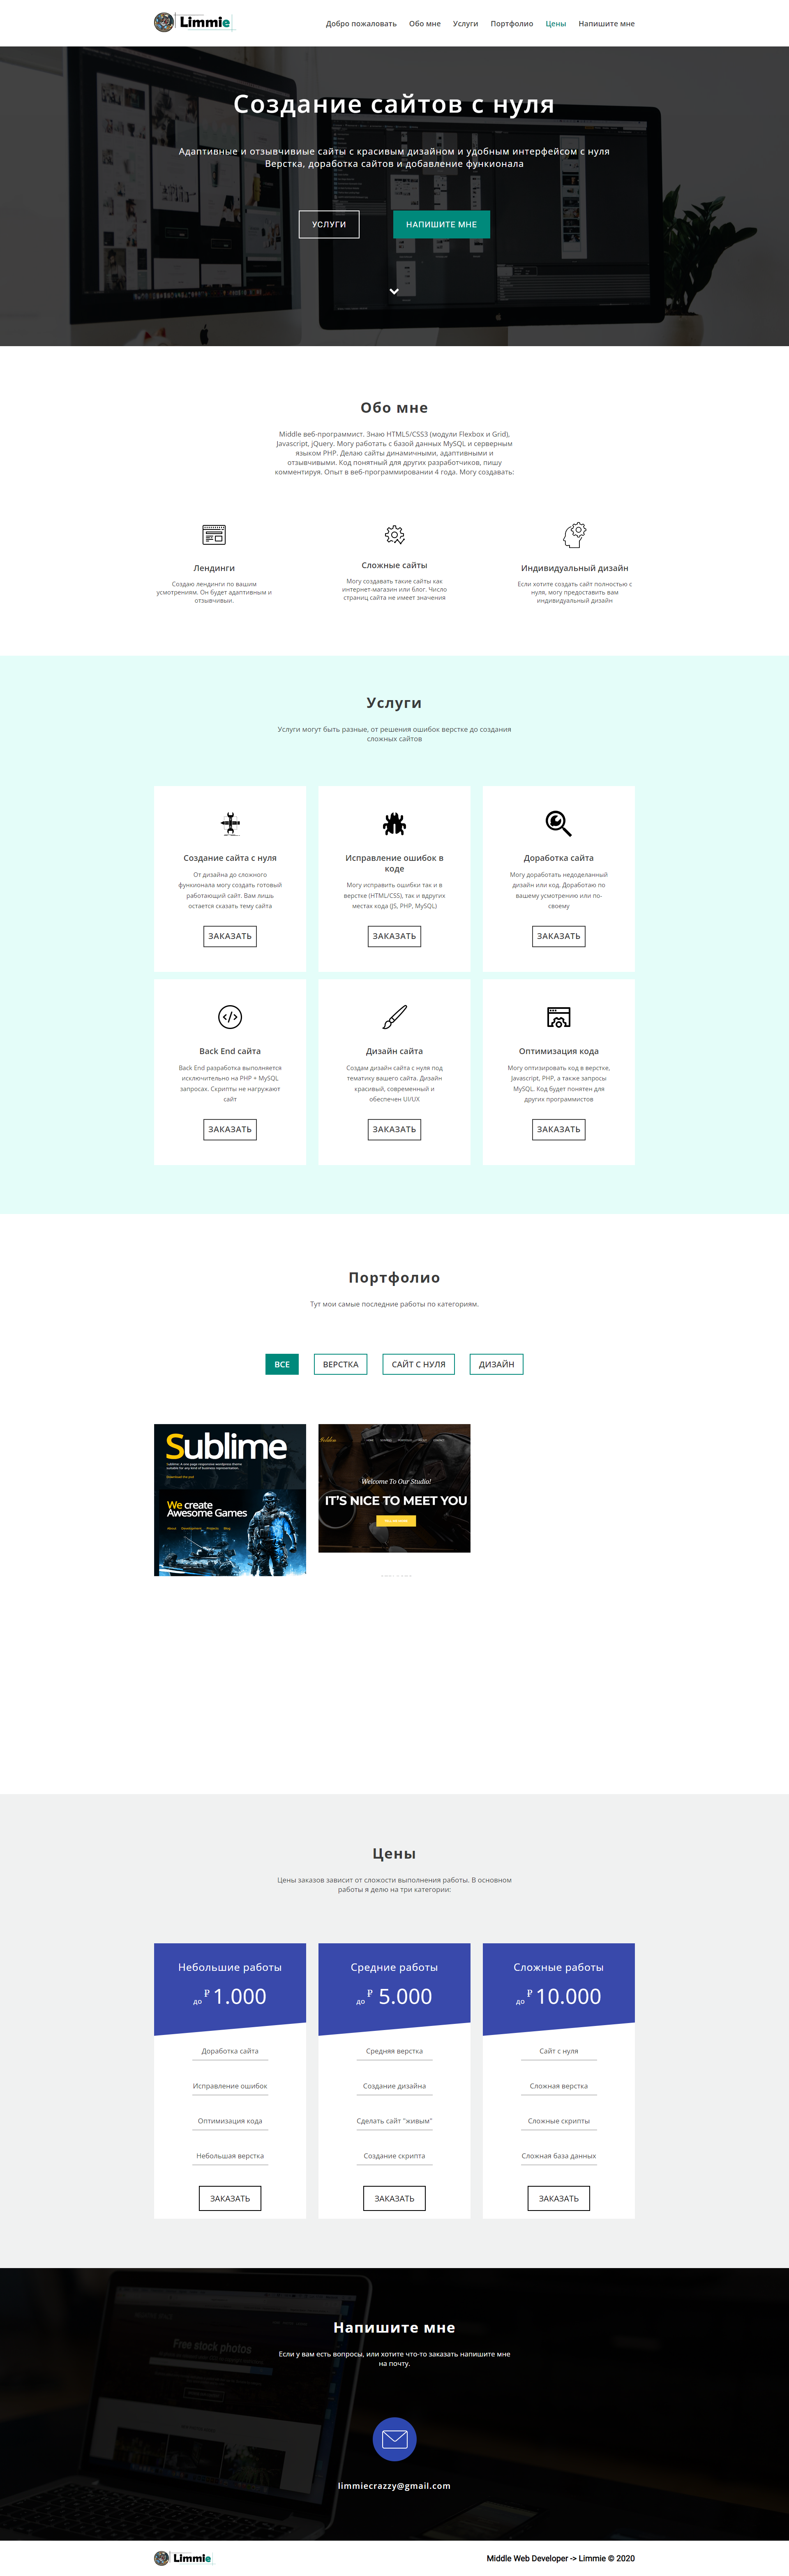 Limmie
Добро пожаловать Обо мне Услуги Портфолио Цены Напишите мне
Создание сайтов с нуля
Адаптивные и отзывчивиые сайты с красивым дизайном и удобным интерфейсом с нуля
Верстка, доработка сайтов и добавление функионала
УСЛУГИ НАПИШИТЕ МНЕ
Обо мне
Middle веб-программист. Знаю HTML5/CSS3 (модули Flexbox и Grid),
Javascript, jQuery. Могу работать с базой данных MySQL и серверным
языком PHP. Делаю сайты динамичными, адаптивными и
отзывчивыми. Код понятный для других разработчиков, пишу
комментируя. Опыт в веб-программировании 4 года. Могу создавать:
Лендинги
Создаю лендинги по вашим
усмотрениям. Он будет адаптивным и
отзывчивыи.
Сложные сайты
Могу создавать такие сайты как
интернет-магазин или блог. Число
страниц сайта не имеет значения
Индивидуальный дизайн
Если хотите создать сайт полностью с
нуля, могу предоставить вам
индивидуальный дизайн
Услуги
Услуги могут быть разные, от решения ошибок верстке до создания
сложных сайтов
Создание сайта с нуля
От дизайна до сложного
функионала могу создать готовый
работающий сайт. Вам лишь
остается сказать тему сайта
ЗАКАЗАТЬ
Исправление ошибок в
коде
Могу исправить ошибки так и в
верстке (HTML/CSS), так и вдругих
местах кода (JS, PHP, MySQL)
ЗАКАЗАТЬ
Доработка сайта
Могу доработать недоделанный
дизайн или код. Доработаю по
вашему усмотрению или по-
своему
ЗАКАЗАТЬ
Back End сайта
Back End разработка выполняется
исключительно на PHP + MySQL
запросах. Скрипты не нагружают
сайт
ЗАКАЗАТЬ
Дизайн сайта
Создам дизайн сайта с нуля под
тематику вашего сайта. Дизайн
красивый, современный и
обеспечен UI/UX
ЗАКАЗАТЬ
Оптимизация кода
Могу оптизировать код в верстке,
Javascript, PHP, а также запросы
MySQL. Код будет понятен для
других программистов
ЗАКАЗАТЬ
Портфолио
Тут мои самые последние работы по категориям.
ВСЕ ВЕРСТКА САЙТ С НУЛЯ ДИЗАЙН
Sublime
We create
Awesome Games
About Development Projects Blog
Welcome To Our Studio!
IT'S NICE TO MEET YOU
Цены
Цены заказов зависит от сложости выполнения работы. В основном
работы я делю на три категории:
Небольшие работы
до ₽ 1.000
Доработка сайта
Исправление ошибок
Оптимизация кода
Небольшая верстка
ЗАКАЗАТЬ
Средние работы
до ₽ 5.000
Средняя верстка
Создание дизайна
Сделать сайт "живым"
Создание скрипта
ЗАКАЗАТЬ
Сложные работы
до ₽ 10.000
Сайт с нуля
Сложная верстка
Сложные скрипты
Сложная база данных
ЗАКАЗАТЬ
Free stock photos
Напишите мне
Если у вам есть вопросы, или хотите что-то заказать напишите мне
на почту.
limmiecrazzy@gmail.com
Limmie
Middle Web Developer -> Limmie © 2020